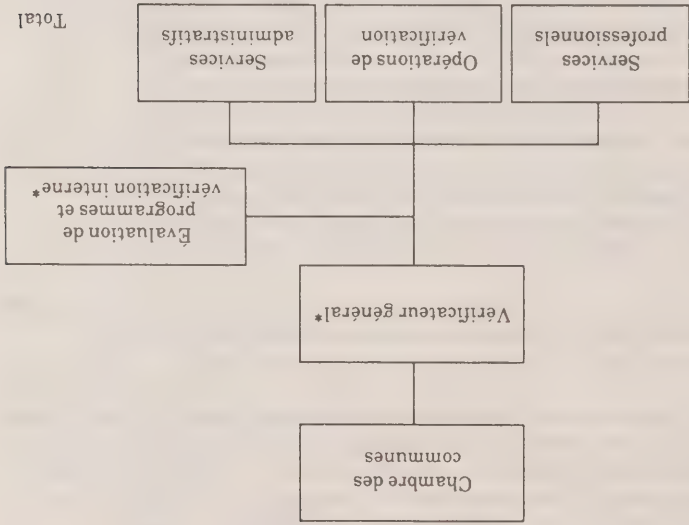 Chambre des
communes
Vérificateur général*
Évaluation de
programmes et
vérification interne*
Services
professionnels
Opérations de
vérification
Services
administratifs
Total